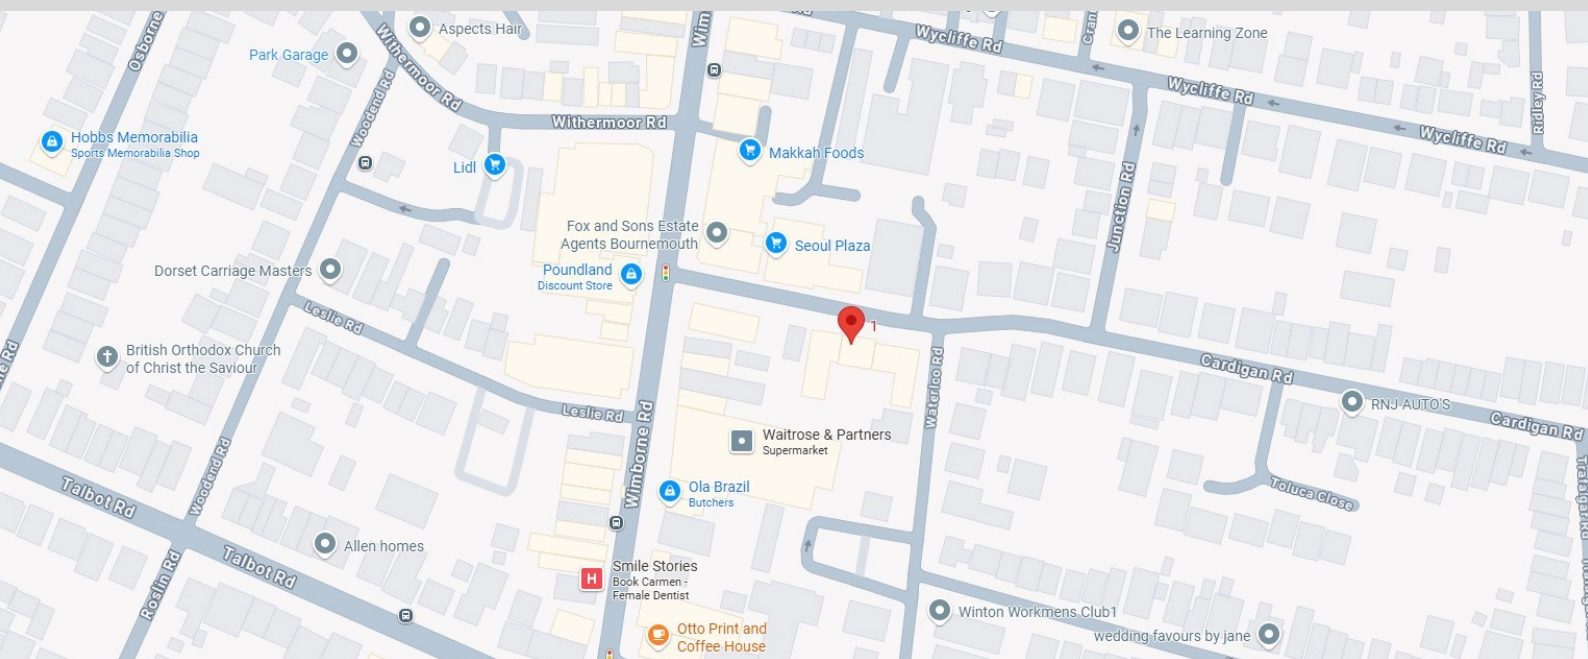 Osborne
Park Garage
Withermoor Rd
Aspects Hair
Wim
Rd
Wycliffe Rd
Cran
The Learning Zone
Woodend Rd
Withermoor Rd
Wycliffe Rd
Ridley Rd
Wycliffe Rd
Hobbs Memorabilia
Sports Memorabilia Shop
Lidl
Makkah Foods
Junction Rd
Fox and Sons Estate
Agents Bournemouth
Seoul Plaza
Dorset Carriage Masters
Poundland
Discount Store
Leslie Rd
1
British Orthodox Church
of Christ the Saviour
ne Rd
Cardigan Rd
Waterloo Rd
RNJ AUTO'S
Leslie Rd
Cardigan Rd
Wimborne Rd
Waitrose & Partners
Supermarket
Woodend Rd
Talbot Rd
Ola Brazil
Butchers
Toluca Close
Allen homes
Talbot Rd
Roslin Rd
H
Smile Stories
Book Carmen -
Female Dentist
Winton Workmens Club1
Otto Print and
Coffee House
wedding favours by jane